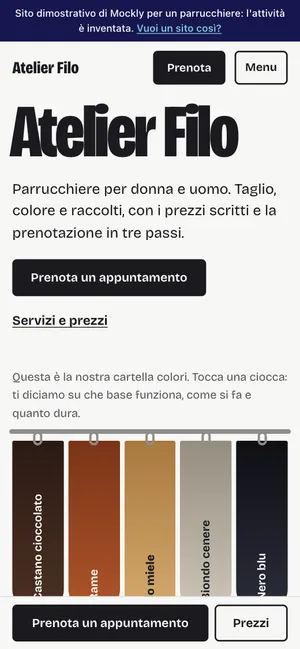 Sito dimostrativo di Mockly per un parrucchiere: l'attività
è inventata. Vuoi un sito così?
Atelier Filo
Prenota
Menu
Atelier Filo
Parrucchiere per donna e uomo. Taglio,
colore e raccolti, con i prezzi scritti e la
prenotazione in tre passi.
Prenota un appuntamento
Servizi e prezzi
Questa è la nostra cartella colori. Tocca una ciocca:
ti diciamo su che base funziona, come si fa e
quanto dura.
Castano cioccolato
miele
Biondo cenere
Nero blu
Prenota un appuntamento
Prezzi